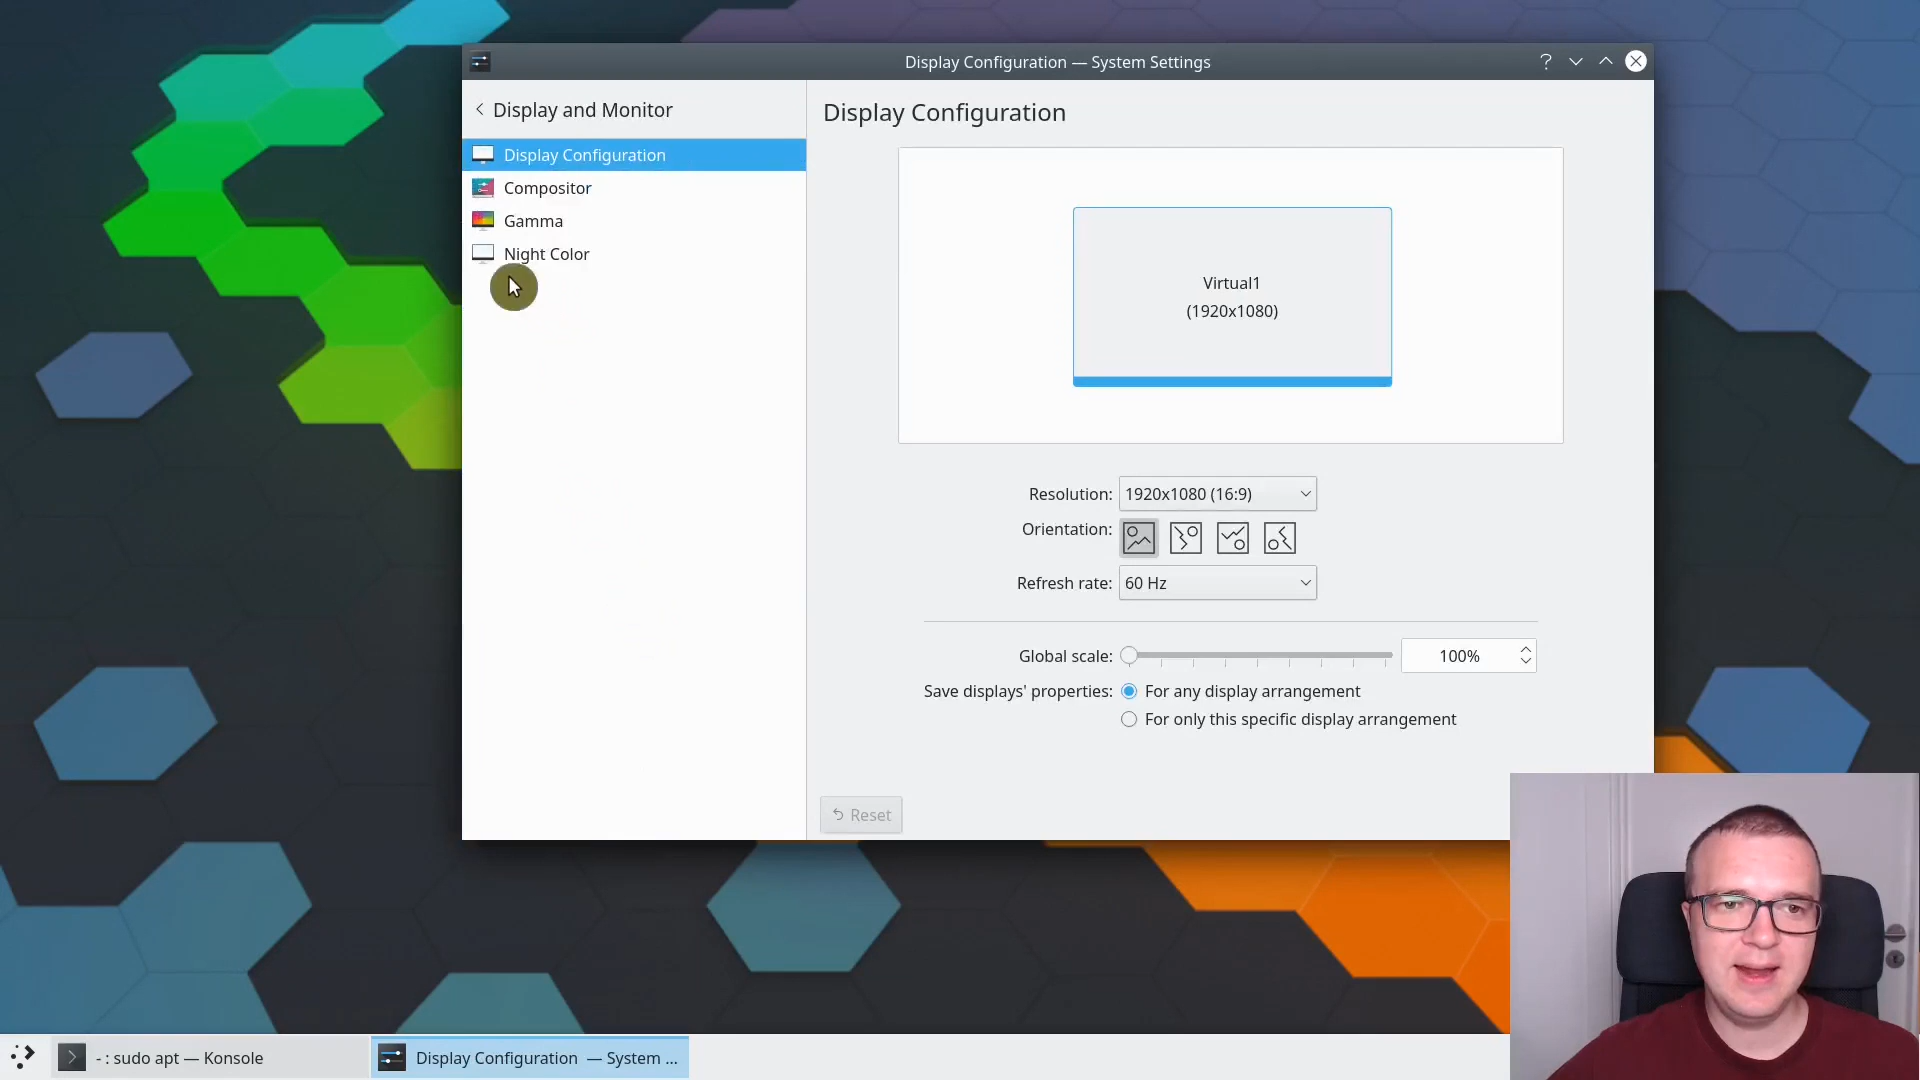 Display Configuration — System Settings
Display and Monitor
Display Configuration
Compositor
Gamma
Night Color
Display Configuration
Virtual1
(1920x1080)
Resolution: 1920x1080 (16:9)
Orientation:
Refresh rate: 60 Hz
Global scale: 100%
Save displays' properties: For any display arrangement
For only this specific display arrangement
Reset
- : sudo apt — Konsole
Display Configuration — System ...